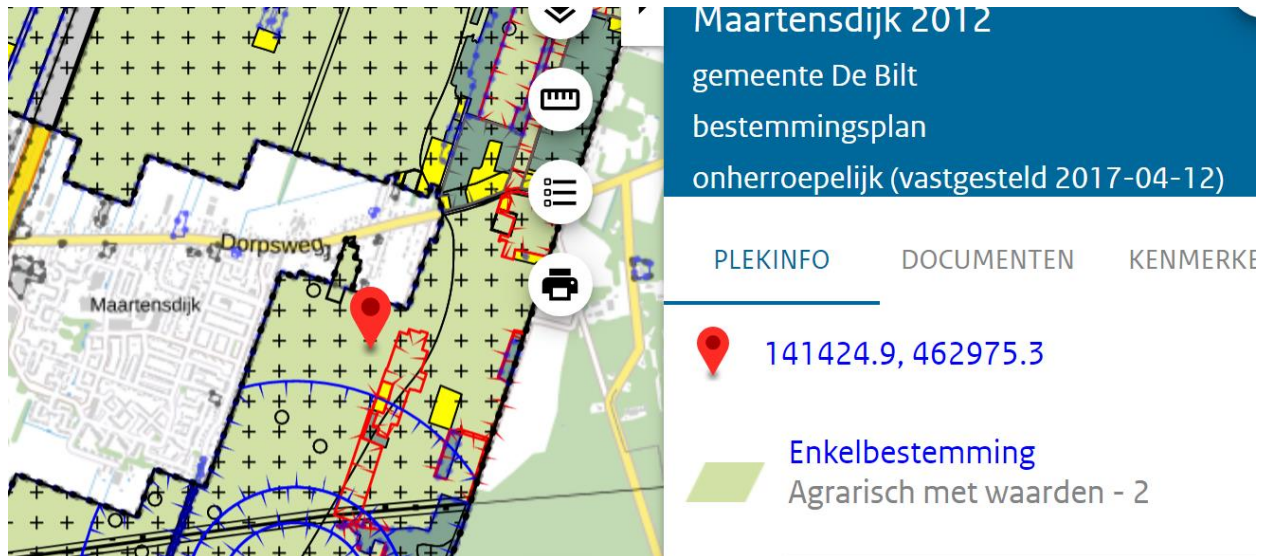 Dorpsweg
Maartensdijk
Maartensdijk 2012
gemeente De Bilt
bestemmingsplan
onherroepelijk (vastgesteld 2017-04-12)
PLEKINFO DOCUMENTEN KENMERKE
141424.9, 462975.3
Enkelbestemming
Agrarisch met waarden - 2